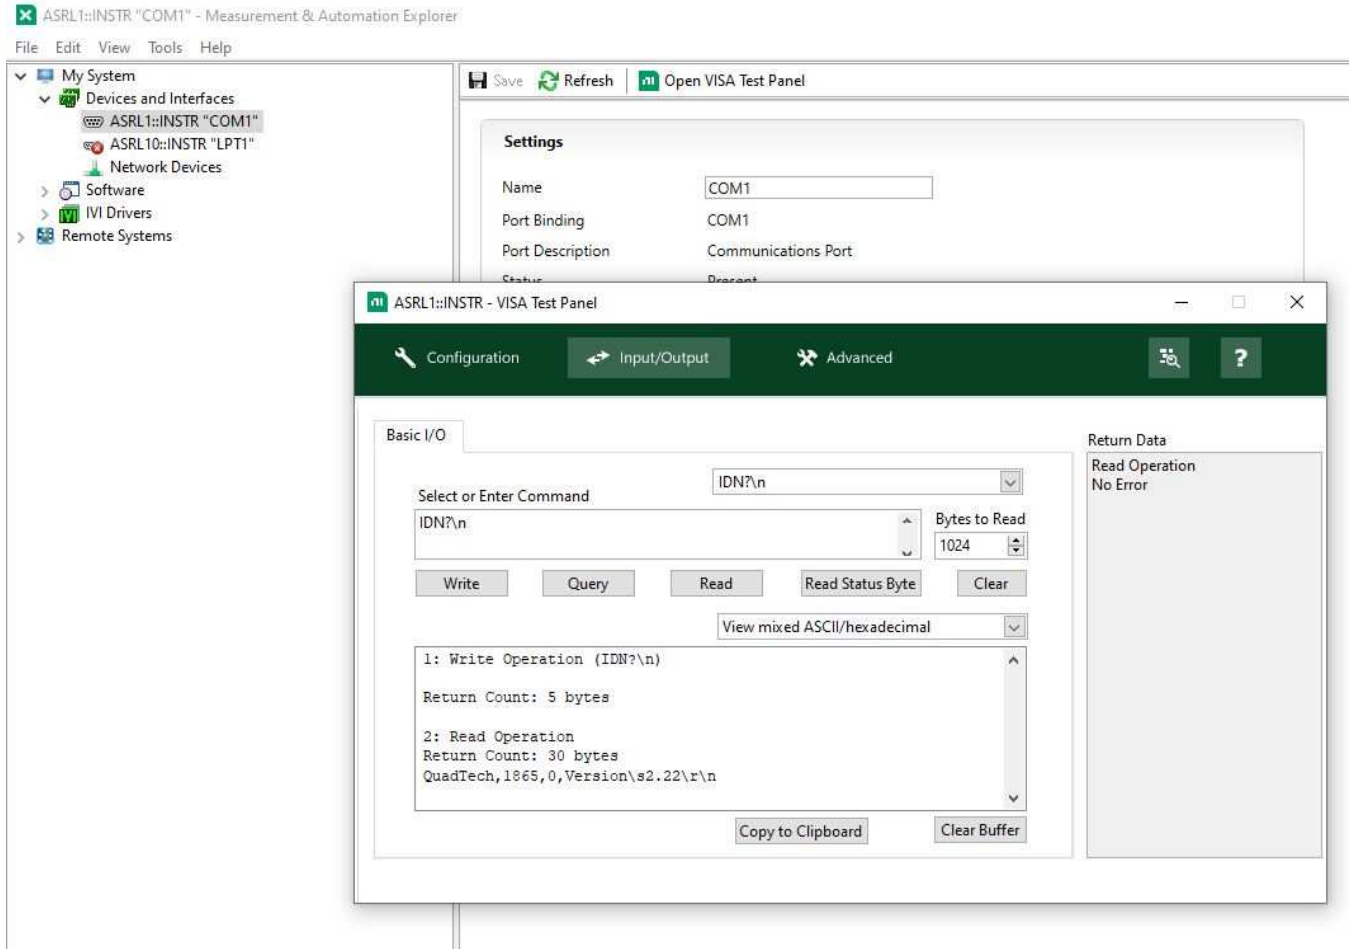 ASRL1::INSTR "COM1" - Measurement & Automation Explorer
File Edit View Tools Help
My System
Devices and Interfaces
ASRL1::INSTR "COM1"
ASRL10::INSTR "LPT1"
Network Devices
Software
IVI Drivers
Remote Systems
Save Refresh Open VISA Test Panel
Settings
Name COM1
Port Binding COM1
Port Description Communications Port
Status Present
ASRL1::INSTR - VISA Test Panel
Configuration Input/Output Advanced ?
Basic I/O
IDN?\n
Select or Enter Command
IDN?\n
Bytes to Read
1024
Write Query Read Read Status Byte Clear
View mixed ASCII/hexadecimal
1: Write Operation (IDN?\n)
Return Count: 5 bytes
2: Read Operation
Return Count: 30 bytes
QuadTech,1865,0,Version\s2.22\r\n
Copy to Clipboard Clear Buffer
Return Data
Read Operation
No Error